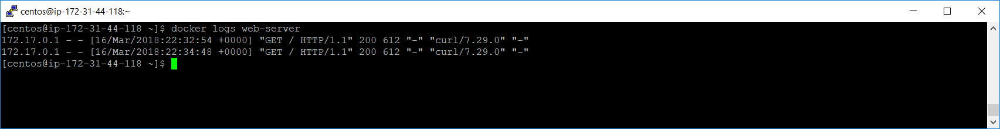 centos@ip-172-31-44-118:~
[centos@ip-172-31-44-118 ~]$ docker logs web-server
172.17.0.1 - - [16/Mar/2018:22:32:54 +0000] "GET / HTTP/1.1" 200 612 "-" "curl/7.29.0" "-"
172.17.0.1 - - [16/Mar/2018:22:34:48 +0000] "GET / HTTP/1.1" 200 612 "-" "curl/7.29.0" "-"
[centos@ip-172-31-44-118 ~]$